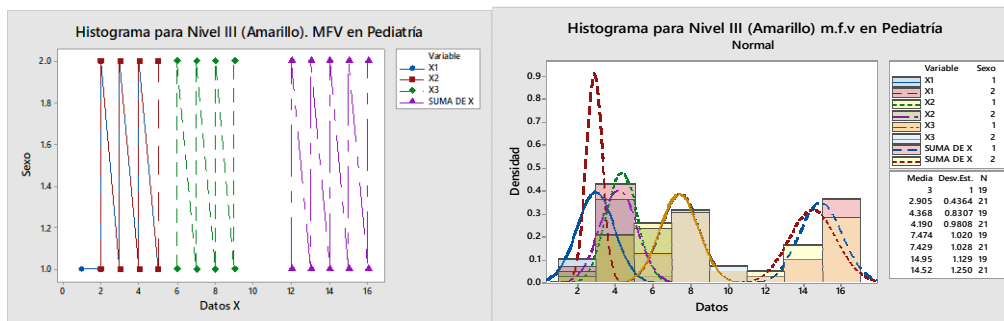 Histograma para Nivel III (Amarillo). MFV en Pediatría
Variable
X1
X2
X3
SUMA DE X
2.0
1.8
1.6
1.4
1.2
1.0
Sexo
0 2 4 6 8 10 12 14 16
Datos X
Histograma para Nivel III (Amarillo) m.f.v en Pediatría
Normal
Variable Sexo
X1 1
X1 2
X2 1
X2 2
X3 1
X3 2
SUMA DE X 1
SUMA DE X 2
Media Desv.Est. N
3 1 19
2.905 0.4364 21
4.368 0.8307 19
4.190 0.9808 21
7.474 1.020 19
7.429 1.028 21
14.95 1.129 19
14.52 1.250 21
0.9
0.8
0.7
0.6
0.5
0.4
0.3
0.2
0.1
0.0
Densidad
2 4 6 8 10 12 14 16
Datos